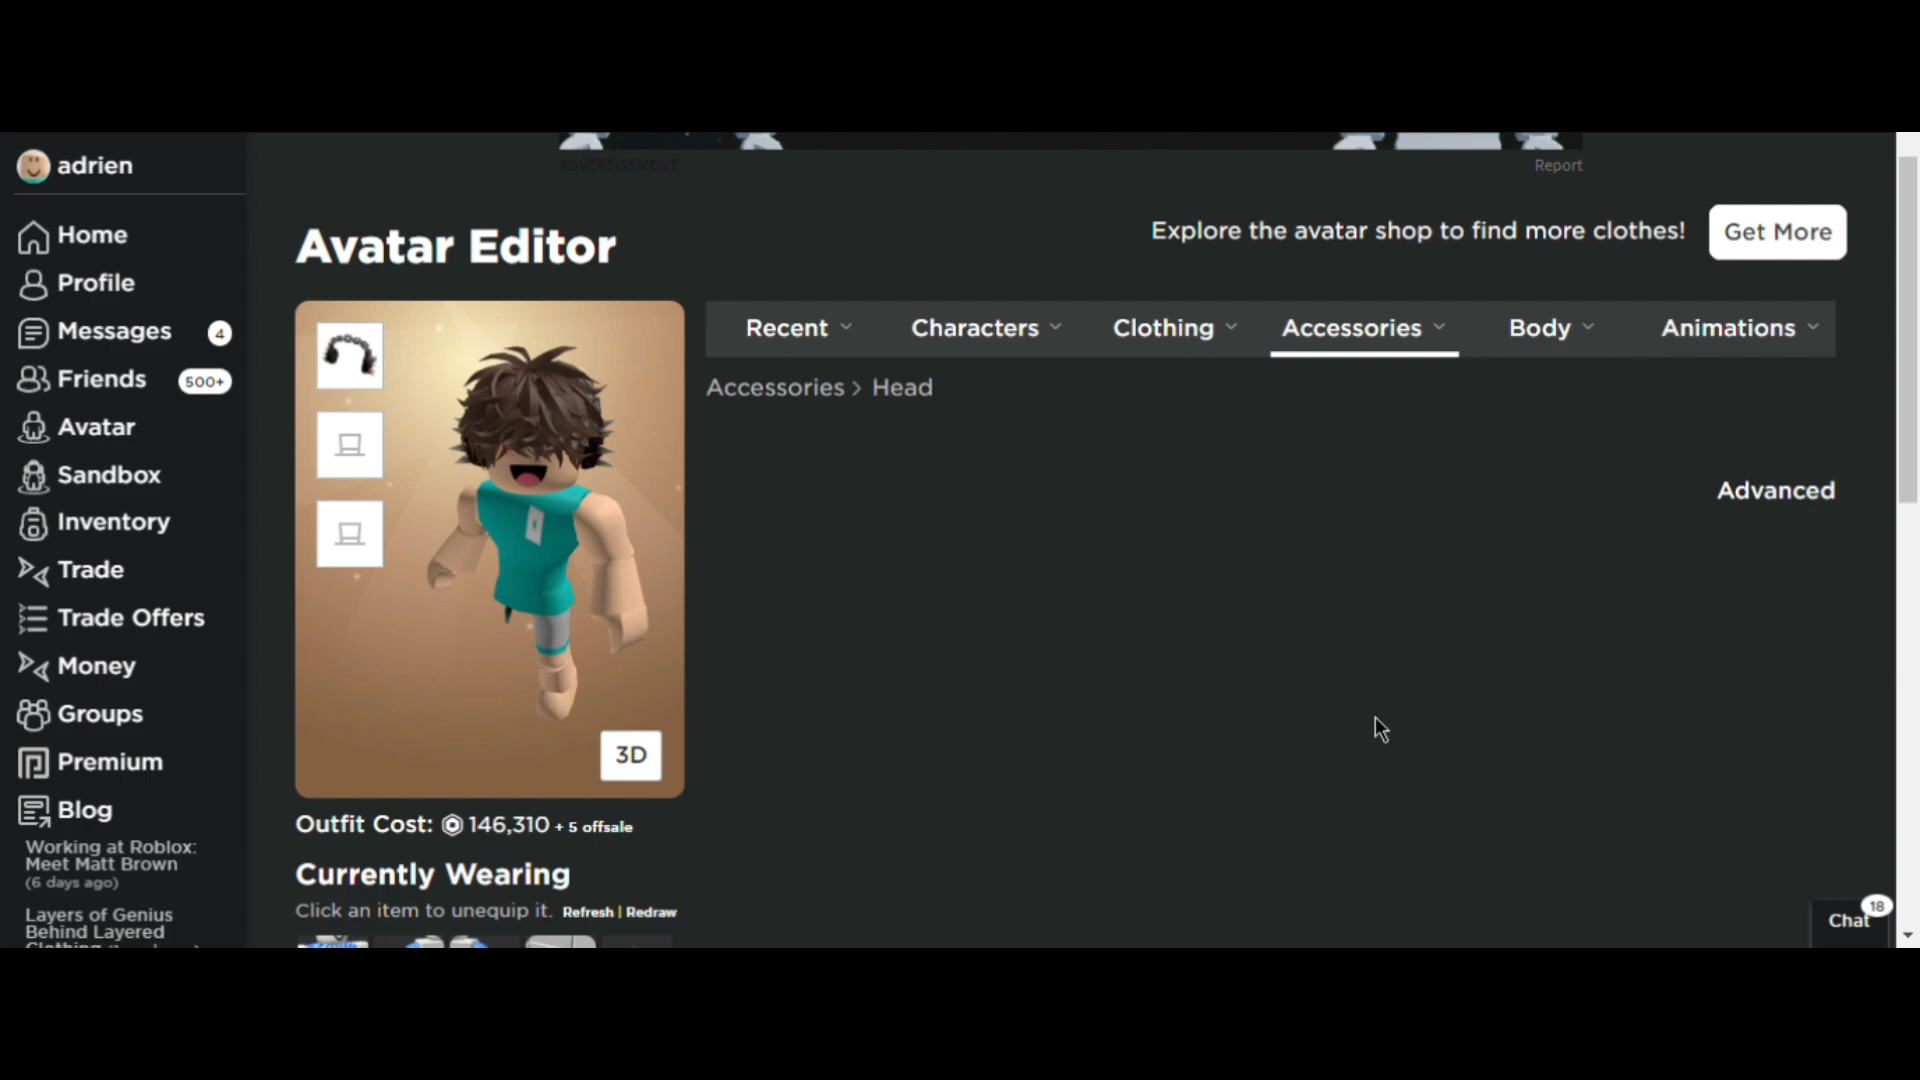 adrien
Home
Profile
Messages 4
Friends 500+
Avatar
Sandbox
Inventory
Trade
Trade Offers
Money
Groups
Premium
Blog
Working at Roblox:
Meet Matt Brown
(6 days ago)
Layers of Genius
Behind Layered
ADVERTISEMENT
Report
Avatar Editor
Explore the avatar shop to find more clothes!
Get More
Recent
Characters
Clothing
Accessories
Body
Animations
Accessories > Head
Advanced
3D
Outfit Cost: 146,310 + 5 offsale
Currently Wearing
Click an item to unequip it. Refresh | Redraw
Chat
18